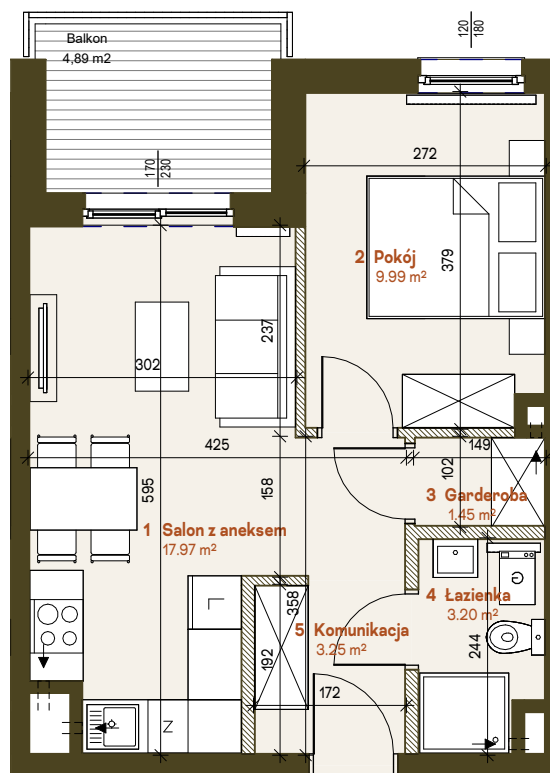 Balkon
4,89 m2
120
180
170
230
272
2 Pokój
9.99 m²
379
237
302
425
149
102
595
158
3 Garderoba
1.45 m²
1 Salon z aneksem
17.97 m²
4 Łazienka
3.20 m²
358
5 Komunikacja
3.25 m²
244
192
172
L
Z